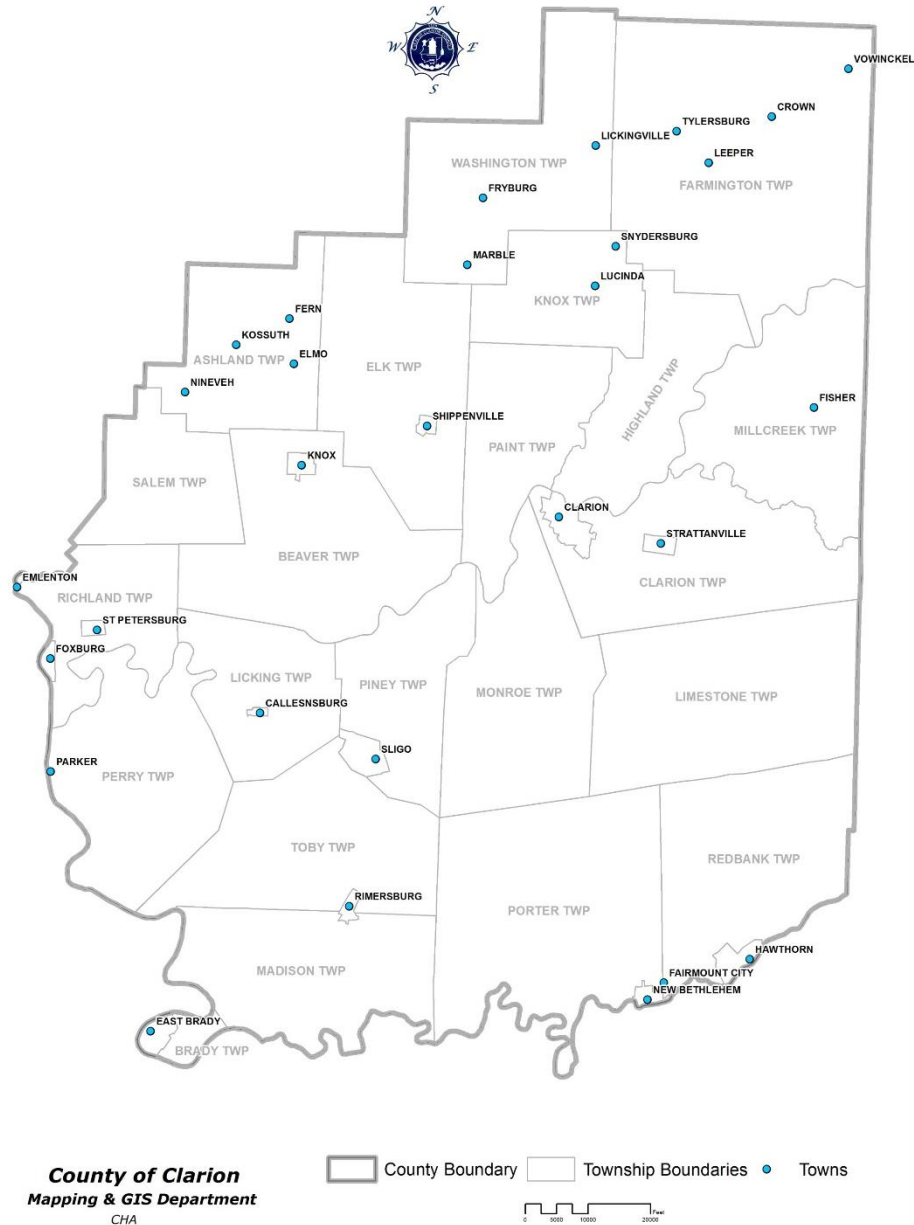 N
W
E
S
VOWINCKEL
CROWN
TYLERSBURG
LICKINGVILLE
LEEPER
WASHINGTON TWP
FARMINGTON TWP
FRYBURG
SNYDERSBURG
MARBLE
LUCINDA
KNOX TWP
FERN
KOSSUTH
ASHLAND TWP
ELMO
ELK TWP
HIGHLAND TWP
NINEVEH
FISHER
SHIPPENVILLE
MILLCREEK TWP
PAINT TWP
KNOX
SALEM TWP
CLARION
STRATTANVILLE
BEAVER TWP
CLARION TWP
EMLENTON
RICHLAND TWP
ST PETERSBURG
FOXBURG
LICKING TWP
PINEY TWP
MONROE TWP
LIMESTONE TWP
CALLESNSBURG
SLIGO
PARKER
PERRY TWP
TOBY TWP
REDBANK TWP
RIMERSBURG
PORTER TWP
HAWTHORN
MADISON TWP
FAIRMOUNT CITY
NEW BETHLEHEM
EAST BRADY
BRADY TWP
County of Clarion
Mapping & GIS Department
CHA
County Boundary
Township Boundaries
Towns
Feet
0 5000 10000 20000